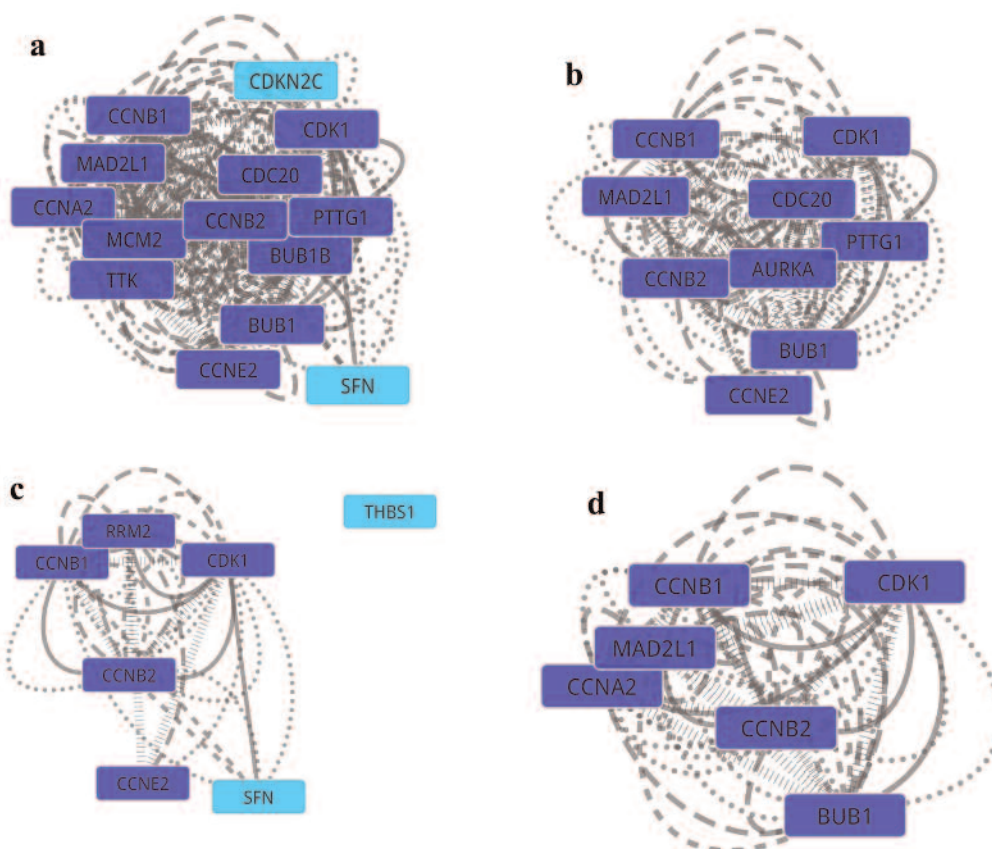 a
CDKN2C
CCNB1
CDK1
MAD2L1
CDC20
CCNA2
CCNB2
PTTG1
MCM2
BUB1B
TTK
BUB1
CCNE2
SFN
b
CCNB1
CDK1
MAD2L1
CDC20
PTTG1
CCNB2
AURKA
BUB1
CCNE2
c
THBS1
RRM2
CCNB1
CDK1
CCNB2
CCNE2
SFN
d
CCNB1
CDK1
MAD2L1
CCNA2
CCNB2
BUB1